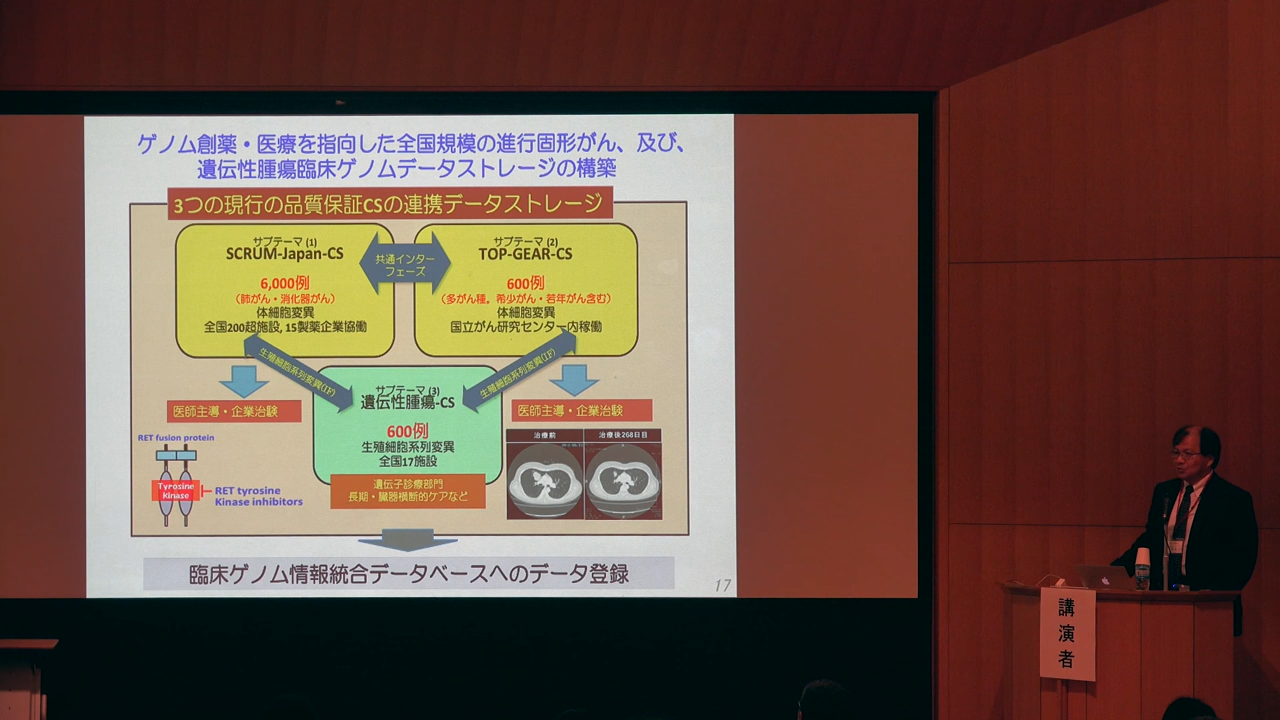 ゲノム創薬・医療を指向した全国規模の進行固形がん、及び、
遺伝性腫瘍臨床ゲノムデータストレージの構築
3つの現行の品質保証CSの連携データストレージ
サブテーマ (1)
SCRUM-Japan-CS
6,000例
（肺がん・消化器がん）
体細胞変異
全国200超施設, 15製薬企業協働
共通インター
フェーズ
サブテーマ (2)
TOP-GEAR-CS
600例
（多がん種。希少がん・若年がん含む）
体細胞変異
国立がん研究センター内稼働
生殖細胞系列変異(IF)
生殖細胞系列変異(IF)
サブテーマ (3)
遺伝性腫瘍-CS
600例
生殖細胞系列変異
全国17施設
遺伝子診療部門
長期・臓器横断的ケアなど
医師主導・企業治験
RET fusion protein
Tyrosine
Kinase
RET tyrosine
Kinase inhibitors
医師主導・企業治験
治療前
治療後268日目
臨床ゲノム情報統合データベースへのデータ登録
17
講演者